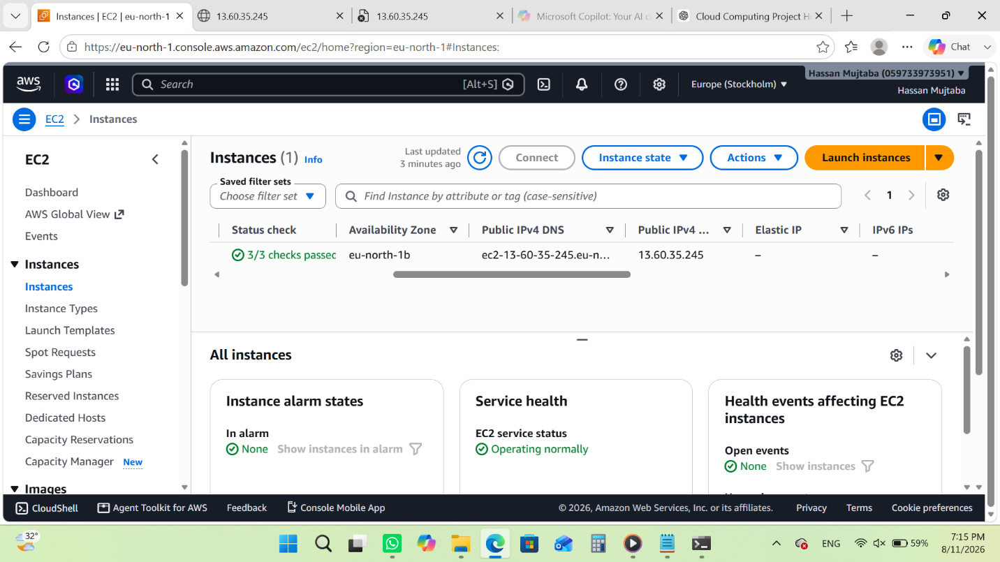 Instances | EC2 | eu-north-1
13.60.35.245
13.60.35.245
Microsoft Copilot: Your AI c
Cloud Computing Project H
https://eu-north-1.console.aws.amazon.com/ec2/home?region=eu-north-1#Instances:
Chat
aws
Search
[Alt+S]
Europe (Stockholm)
Hassan Mujtaba (059733973951)
Hassan Mujtaba
EC2
Instances
EC2
Dashboard
AWS Global View
Events
Instances
Instances
Instance Types
Launch Templates
Spot Requests
Savings Plans
Reserved Instances
Dedicated Hosts
Capacity Reservations
Capacity Manager New
Images
Instances (1) Info
Last updated
3 minutes ago
Connect
Instance state
Actions
Launch instances
Saved filter sets
Choose filter set
Find Instance by attribute or tag (case-sensitive)
1
Status check
Availability Zone
Public IPv4 DNS
Public IPv4 ...
Elastic IP
IPv6 IPs
3/3 checks passed
eu-north-1b
ec2-13-60-35-245.eu-n...
13.60.35.245
–
–
All instances
Instance alarm states
In alarm
None
Show instances in alarm
Service health
EC2 service status
Operating normally
Health events affecting EC2
instances
Open events
None
Show instances
CloudShell
Agent Toolkit for AWS
Feedback
Console Mobile App
© 2026, Amazon Web Services, Inc. or its affiliates.
Privacy
Terms
Cookie preferences
32°
ENG
59%
7:15 PM
8/11/2026